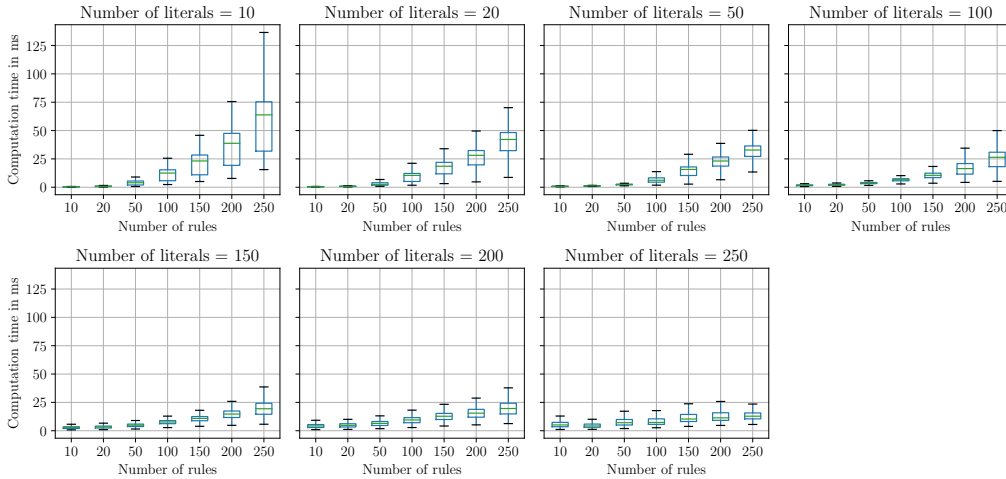 Number of literals = 10
Number of literals = 20
Number of literals = 50
Number of literals = 100
Computation time in ms
125
100
75
50
25
0
10 20 50 100 150 200 250
10 20 50 100 150 200 250
10 20 50 100 150 200 250
10 20 50 100 150 200 250
Number of rules
Number of rules
Number of rules
Number of rules
Number of literals = 150
Number of literals = 200
Number of literals = 250
Computation time in ms
125
100
75
50
25
0
10 20 50 100 150 200 250
10 20 50 100 150 200 250
10 20 50 100 150 200 250
Number of rules
Number of rules
Number of rules